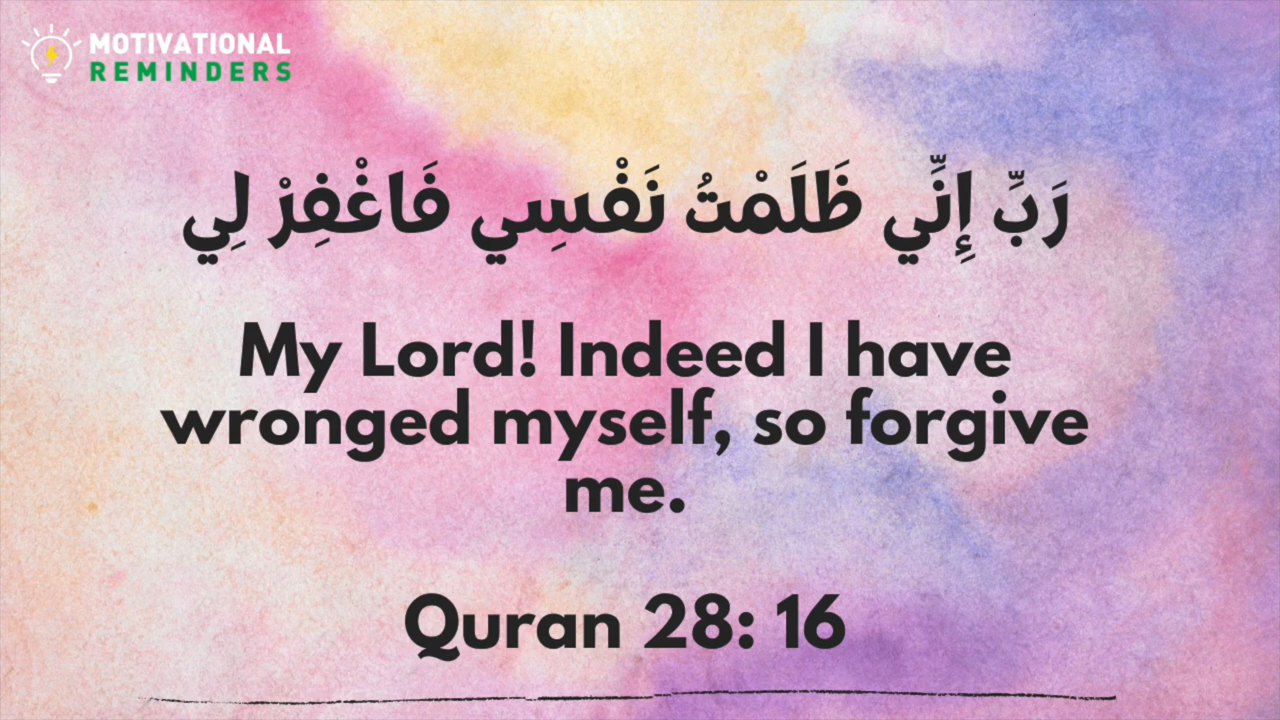 MOTIVATIONAL
REMINDERS
رَبِّ إِنِّي ظَلَمْتُ نَفْسِي فَاغْفِرْ لِي
My Lord! Indeed I have
wronged myself, so forgive
me.
Quran 28: 16